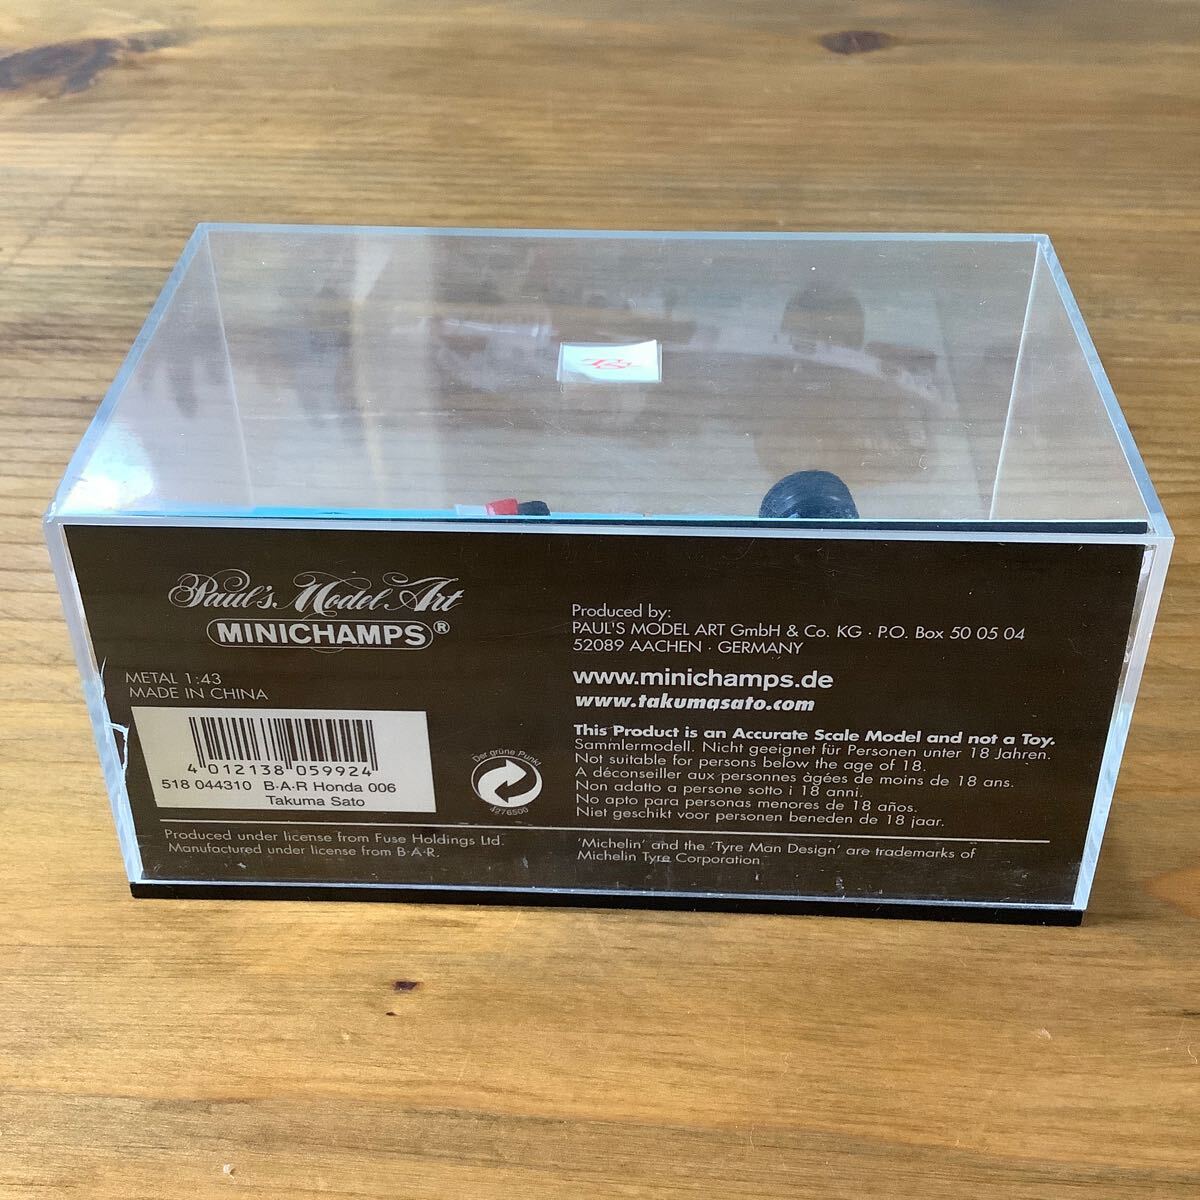 TS
Paul's Model Art
MINICHAMPS®
METAL 1:43
MADE IN CHINA
4 012138 059924
518 044310 B·A·R Honda 006
Takuma Sato
Der grüne Punkt
4276500
Produced under license from Fuse Holdings Ltd.
Manufactured under license from B·A·R.
Produced by:
PAUL'S MODEL ART GmbH & Co. KG · P.O. Box 50 05 04
52089 AACHEN · GERMANY
www.minichamps.de
www.takumasato.com
This Product is an Accurate Scale Model and not a Toy.
Sammlermodell. Nicht geeignet für Personen unter 18 Jahren.
Not suitable for persons below the age of 18.
A déconseiller aux personnes âgées de moins de 18 ans.
Non adatto a persone sotto i 18 anni.
No apto para personas menores de 18 años.
Niet geschikt voor personen beneden de 18 jaar.
'Michelin' and the 'Tyre Man Design' are trademarks of
Michelin Tyre Corporation.